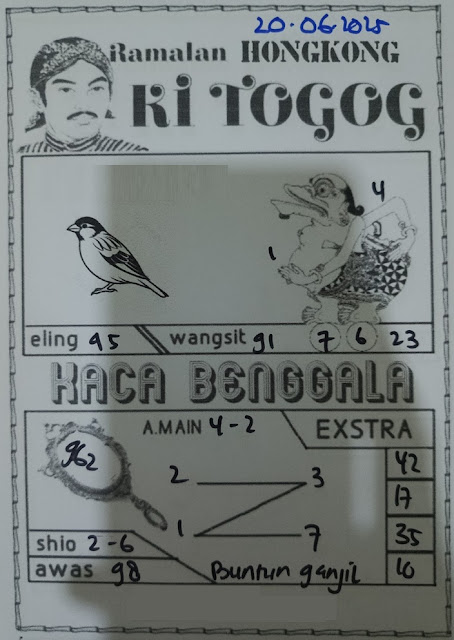 20-06-2025
Ramalan HONGKONG
KI TOGOG
4
1
eling 95 wangsit 91 7 6 23
KACA BENGGALA
A.MAIN 4-2 EXSTRA
962
42
2 3
17
1 7
35
shio 2-6
awas 98 Buntun ganjil 10